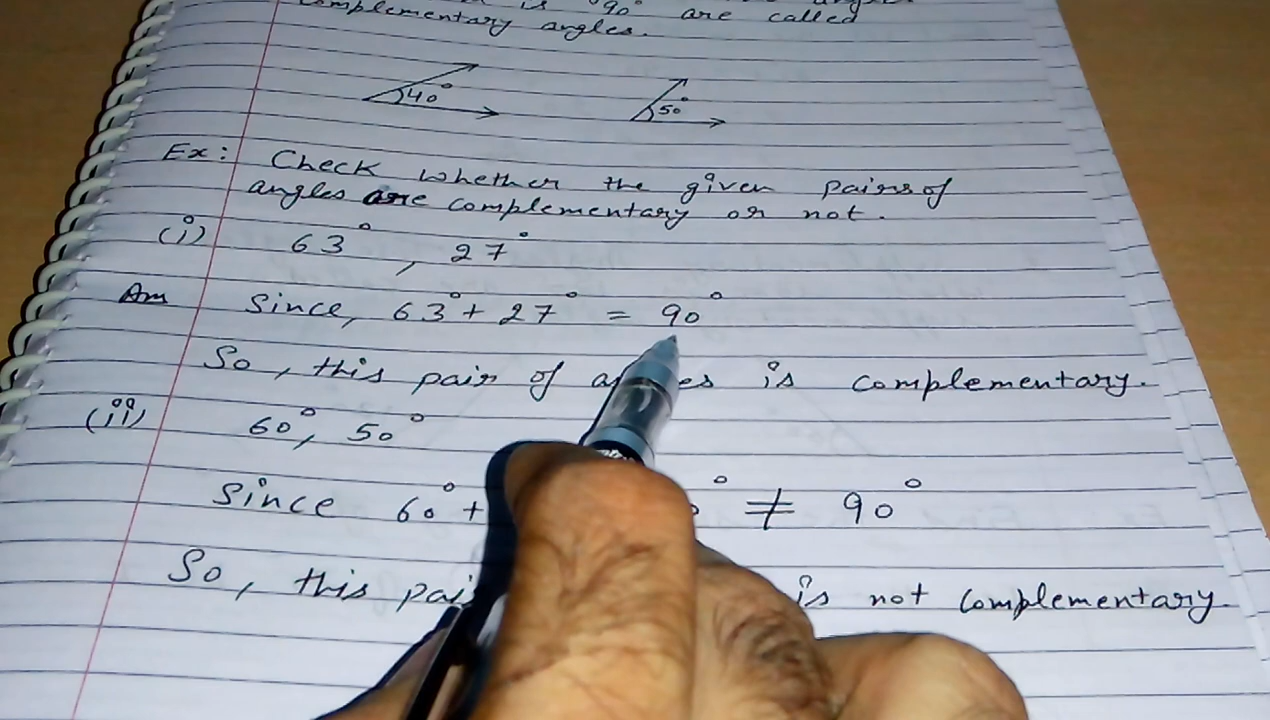 is 90° are called
complementary angles.
40° 50°
Ex: Check whether the given pairs of
angles are complementary or not.
(i) 63°, 27°
Ans Since, 63° + 27° = 90°
So, this pair of is complementary.
(ii) 60°, 50°
Since 60° + ≠ 90°
So, this is not complementary.